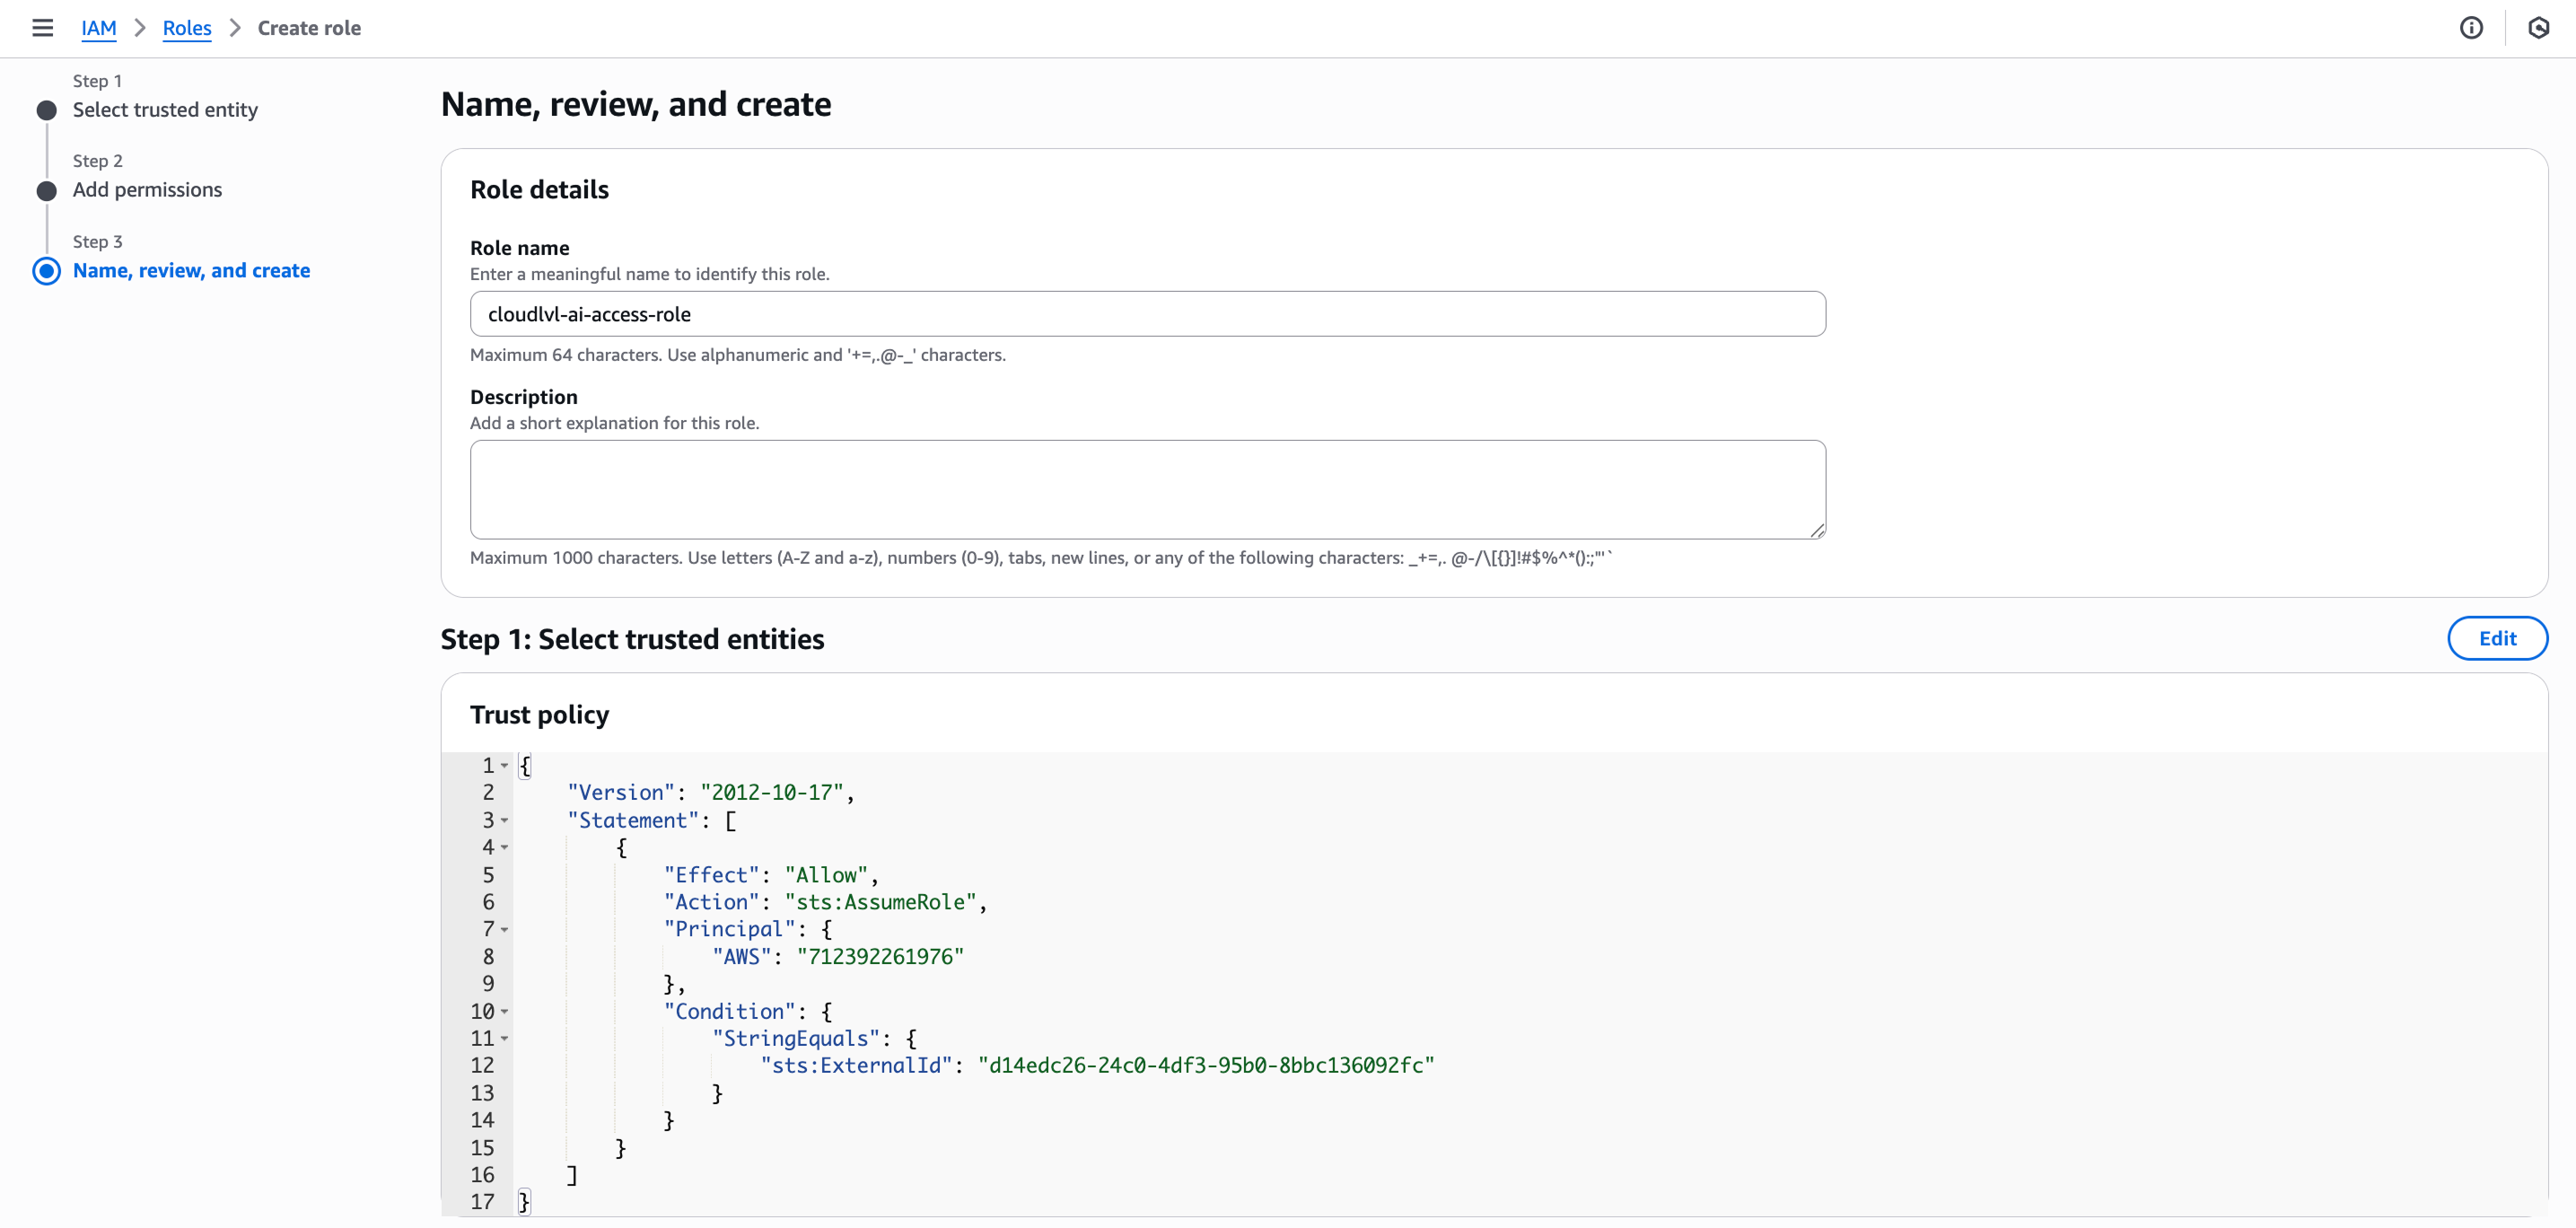 IAM > Roles > Create role
Step 1
Select trusted entity
Step 2
Add permissions
Step 3
Name, review, and create
Name, review, and create
Role details
Role name
Enter a meaningful name to identify this role.
cloudlvl-ai-access-role
Maximum 64 characters. Use alphanumeric and '+=,.@-_' characters.
Description
Add a short explanation for this role.
Maximum 1000 characters. Use letters (A-Z and a-z), numbers (0-9), tabs, new lines, or any of the following characters: _+=,. @-/\[{}]!#$%^*();:"'`
Step 1: Select trusted entities
Edit
Trust policy
1 {
2     "Version": "2012-10-17",
3     "Statement": [
4         {
5             "Effect": "Allow",
6             "Action": "sts:AssumeRole",
7             "Principal": {
8                 "AWS": "712392261976"
9             },
10             "Condition": {
11                 "StringEquals": {
12                     "sts:ExternalId": "d14edc26-24c0-4df3-95b0-8bbc136092fc"
13                 }
14             }
15         }
16     ]
17 }